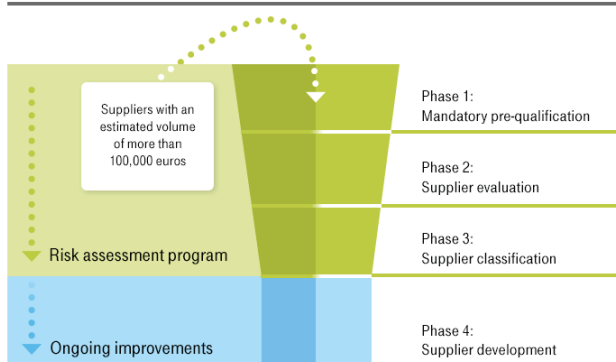 Suppliers with an
estimated volume
of more than
100,000 euros
Phase 1:
Mandatory pre-qualification
Phase 2:
Supplier evaluation
Phase 3:
Supplier classification
Risk assessment program
Phase 4:
Supplier development
Ongoing improvements